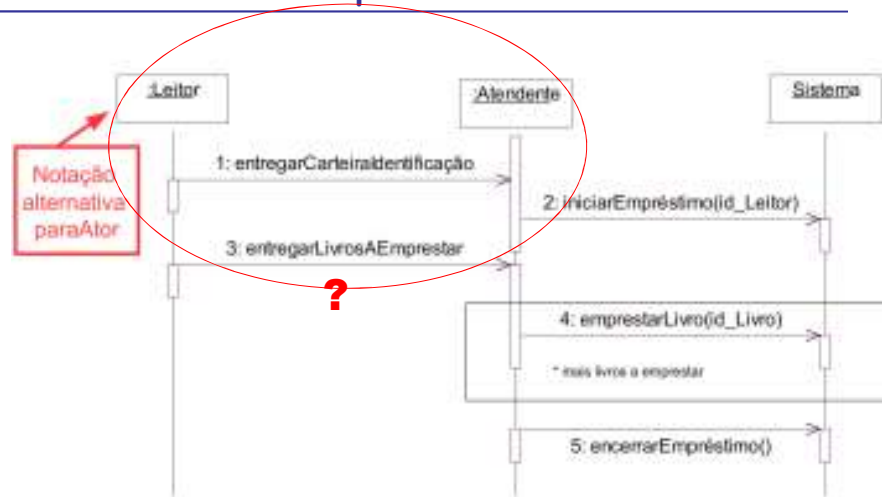 :Leitor
:Atendente
Sistema
Notação
alternativa
paraAtor
1: entregarCarteiraIdentificação
2: iniciarEmpréstimo(id_Leitor)
3: entregarLivrosAEmprestar
?
4: emprestarLivro(id_Livro)
* mais livros a emprestar
5: encerrarEmpréstimo()